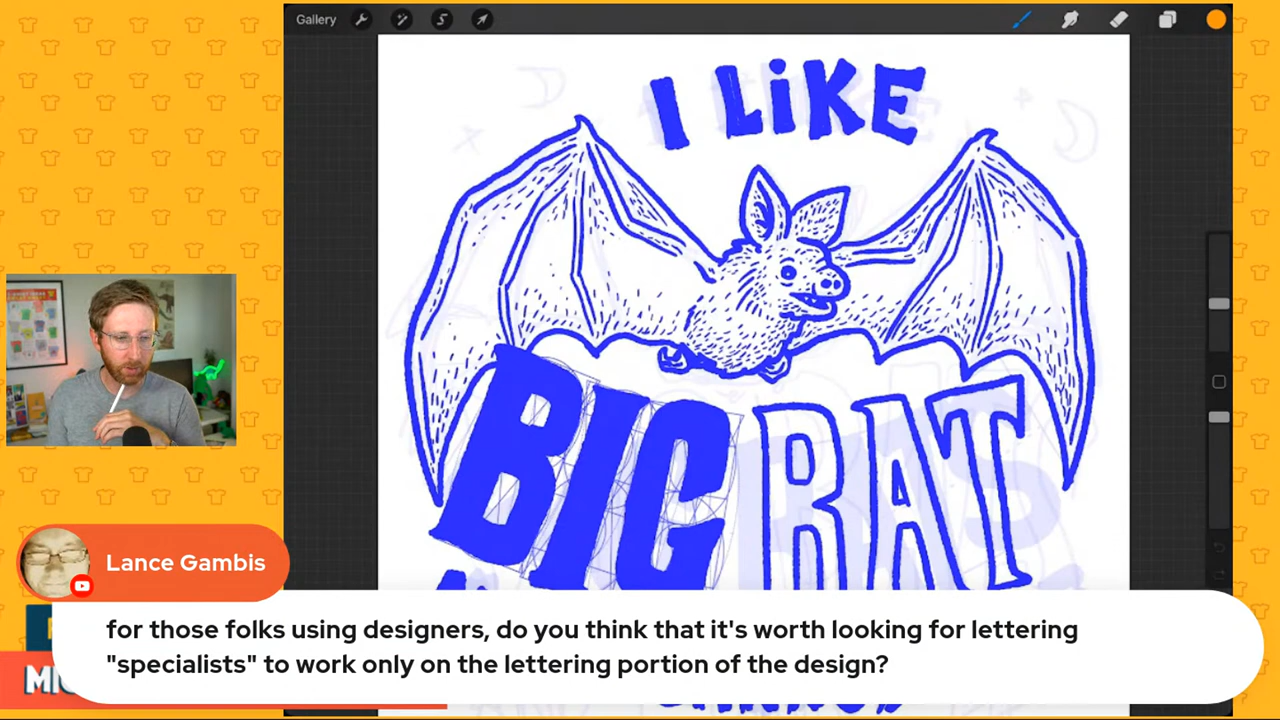 Gallery
I LiKE
BIG BAT
Lance Gambis
for those folks using designers, do you think that it's worth looking for lettering
"specialists" to work only on the lettering portion of the design?